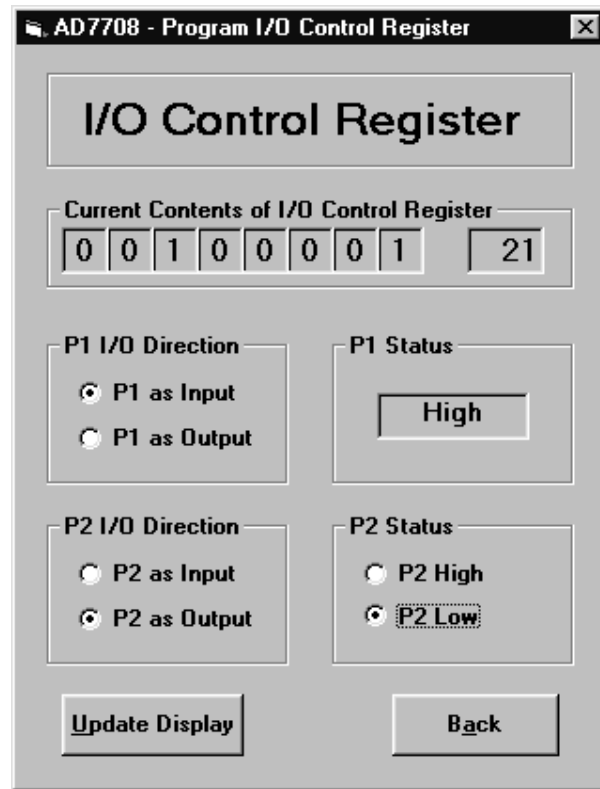 AD7708 - Program I/O Control Register
I/O Control Register
Current Contents of I/O Control Register
0 0 1 0 0 0 0 1 21
P1 I/O Direction
P1 as Input
P1 as Output
P1 Status
High
P2 I/O Direction
P2 as Input
P2 as Output
P2 Status
P2 High
P2 Low
Update Display
Back